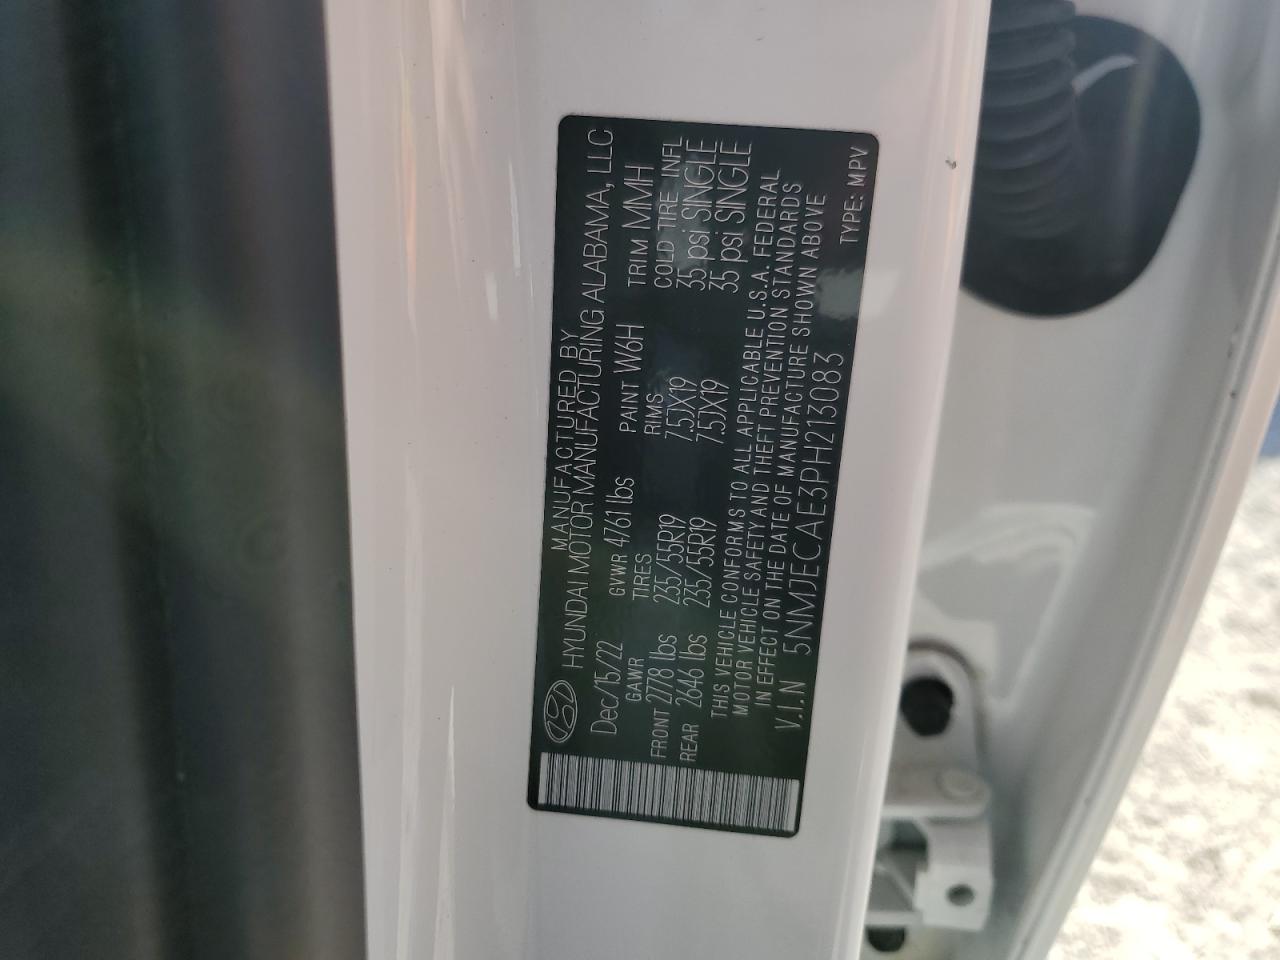 MANUFACTURED BY
HYUNDAI MOTOR MANUFACTURING ALABAMA, LLC
Dec/15/22 GVWR 4761 lbs PAINT W6H TRIM MMH
GAWR TIRES RIMS COLD TIRE INFL
FRONT 2778 lbs 235/55R19 7.5JX19 35 psi SINGLE
REAR 2646 lbs 235/55R19 7.5JX19 35 psi SINGLE
THIS VEHICLE CONFORMS TO ALL APPLICABLE U.S.A. FEDERAL
MOTOR VEHICLE SAFETY AND THEFT PREVENTION STANDARDS
IN EFFECT ON THE DATE OF MANUFACTURE SHOWN ABOVE
V.I.N 5NMJECAE3PH213083 TYPE: MPV